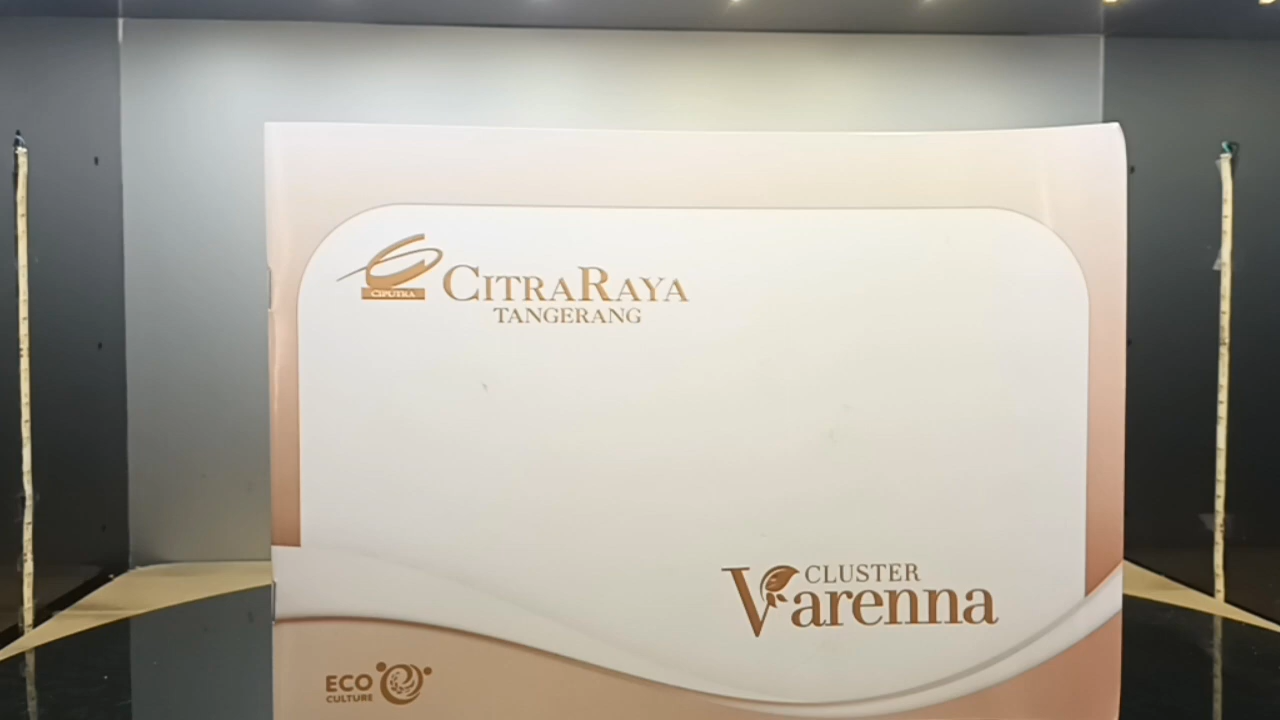 CIPUTRA
CITRARAYA
TANGERANG
CLUSTER
Varenna
ECO
CULTURE